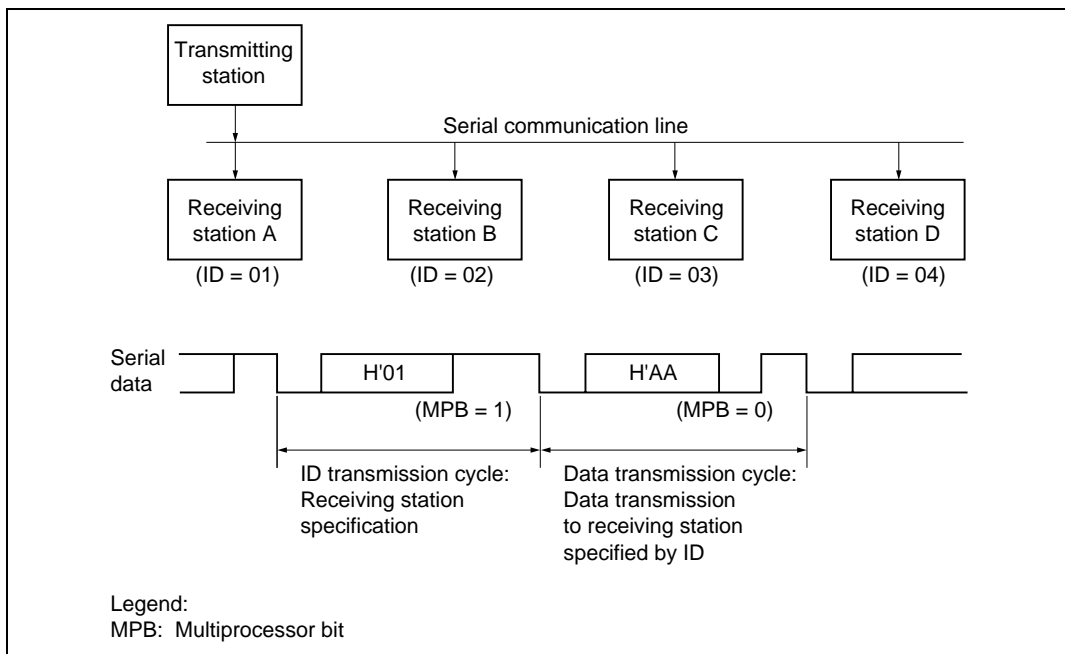 Transmitting
station
Serial communication line
Receiving
station A
Receiving
station B
Receiving
station C
Receiving
station D
(ID = 01)
(ID = 02)
(ID = 03)
(ID = 04)
Serial
data
H'01
H'AA
(MPB = 1)
(MPB = 0)
ID transmission cycle:
Receiving station
specification
Data transmission cycle:
Data transmission
to receiving station
specified by ID
Legend:
MPB: Multiprocessor bit